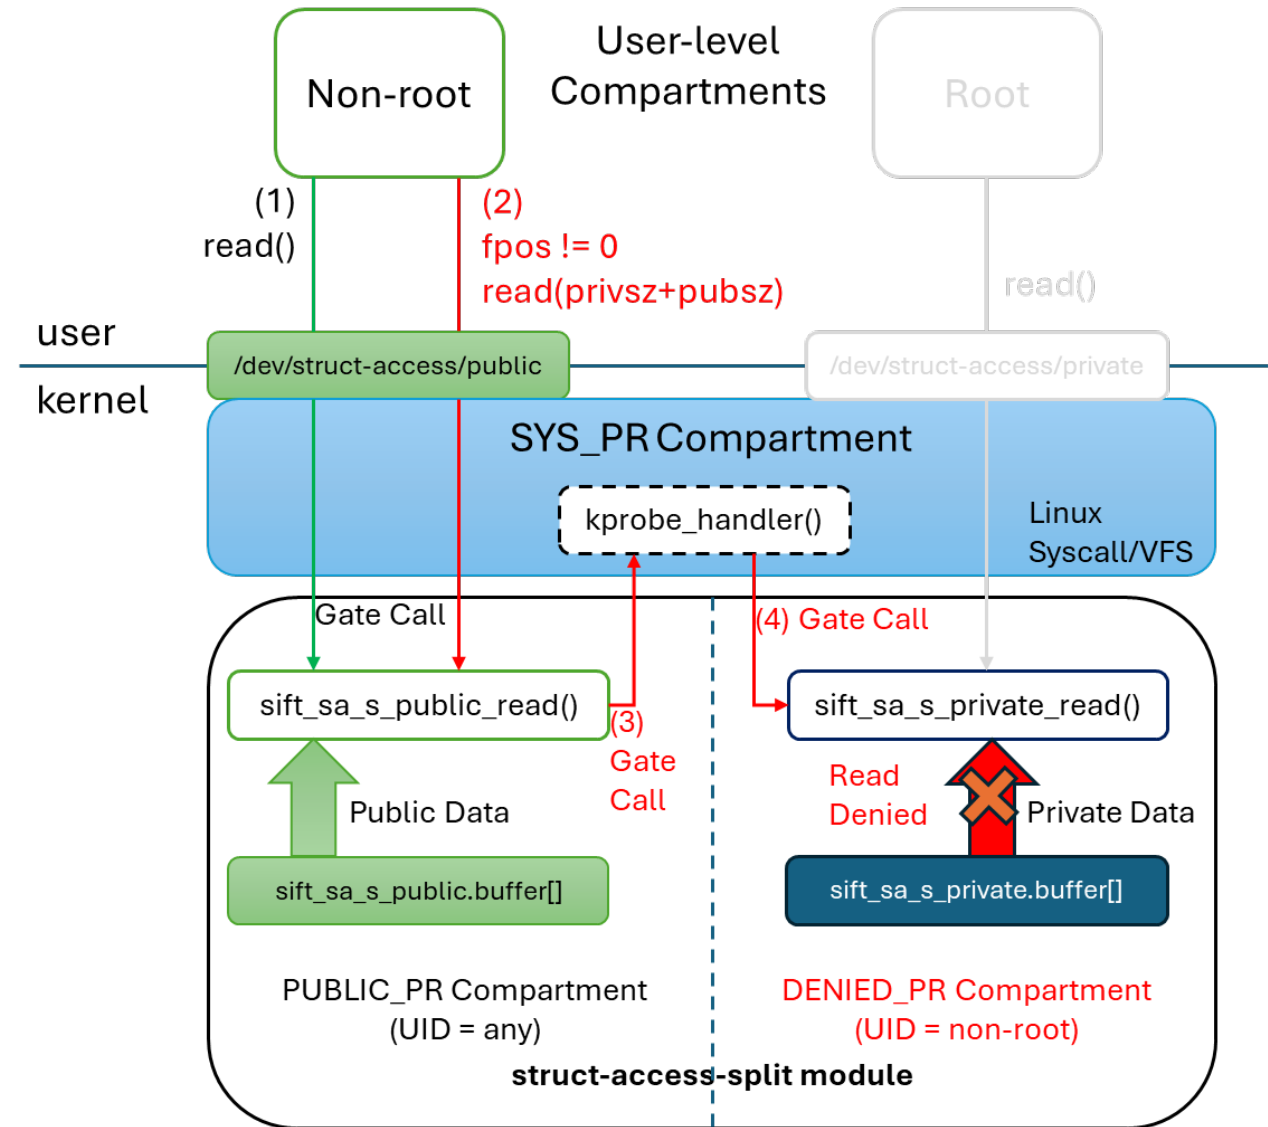 User-level
Compartments
Non-root
Root
(1)
read()
(2)
fpos != 0
read(privsz+pubsz)
read()
user
kernel
/dev/struct-access/public
/dev/struct-access/private
SYS_PR Compartment
kprobe_handler()
Linux
Syscall/VFS
Gate Call
(4) Gate Call
sift_sa_s_public_read()
sift_sa_s_private_read()
(3)
Gate
Call
Public Data
Read
Denied
Private Data
sift_sa_s_public.buffer[]
sift_sa_s_private.buffer[]
PUBLIC_PR Compartment
(UID = any)
DENIED_PR Compartment
(UID = non-root)
struct-access-split module